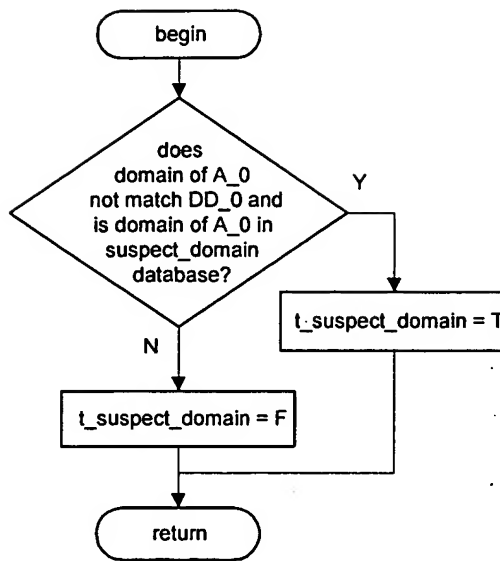 begin
does
domain of A_0
not match DD_0 and
is domain of A_0 in
suspect_domain
database?
Y
t_suspect_domain = T
N
t_suspect_domain = F
return